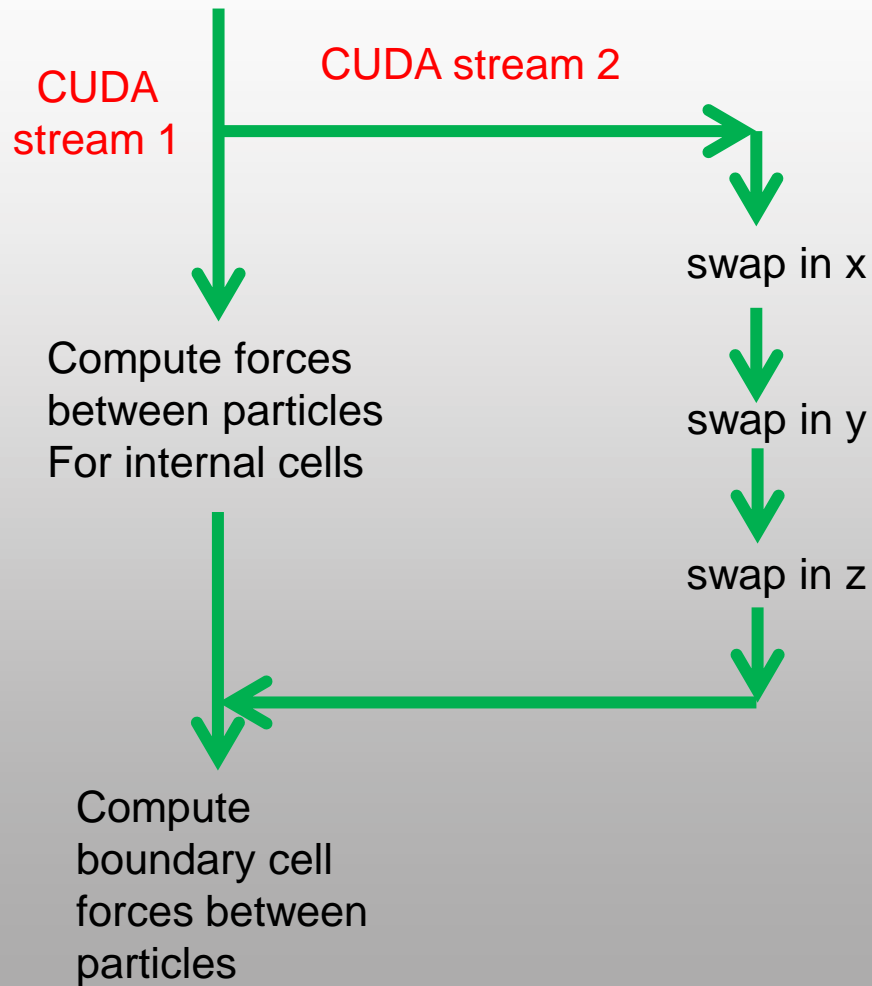 CUDA
stream 1
CUDA stream 2
swap in x
Compute forces
between particles
For internal cells
swap in y
swap in z
Compute
boundary cell
forces between
particles